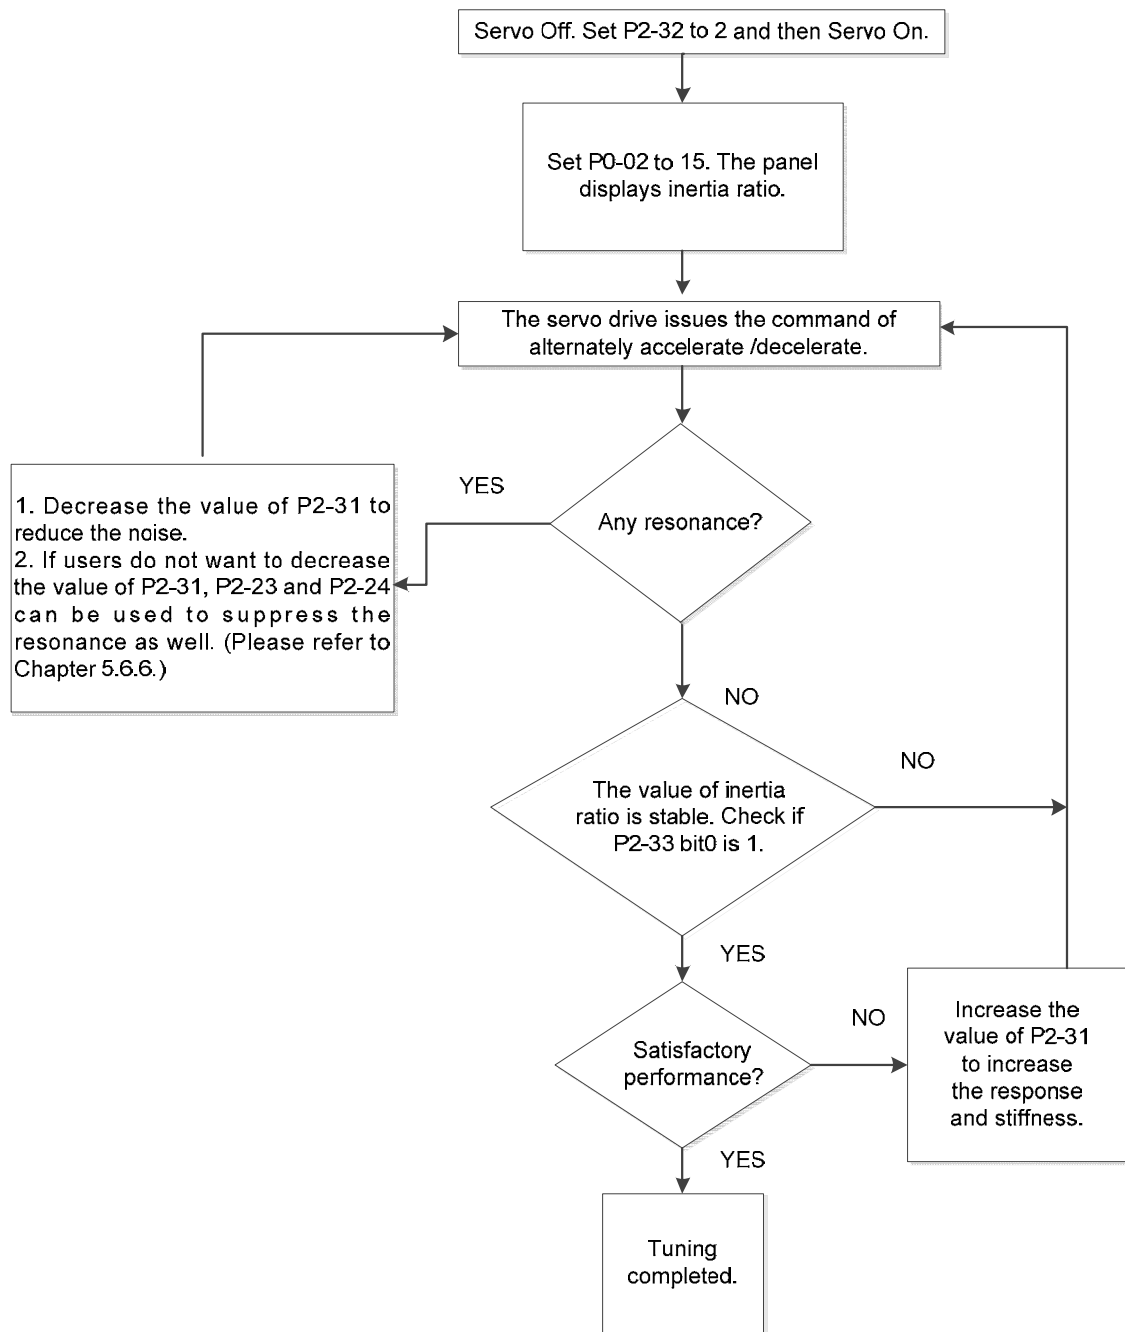 Servo Off. Set P2-32 to 2 and then Servo On.
Set P0-02 to 15. The panel
displays inertia ratio.
The servo drive issues the command of
alternately accelerate /decelerate.
YES
Any resonance?
1. Decrease the value of P2-31 to
reduce the noise.
2. If users do not want to decrease
the value of P2-31, P2-23 and P2-24
can be used to suppress the
resonance as well. (Please refer to
Chapter 5.6.6.)
NO
NO
The value of inertia
ratio is stable. Check if
P2-33 bit0 is 1.
YES
NO
Satisfactory
performance?
Increase the
value of P2-31
to increase
the response
and stiffness.
YES
Tuning
completed.